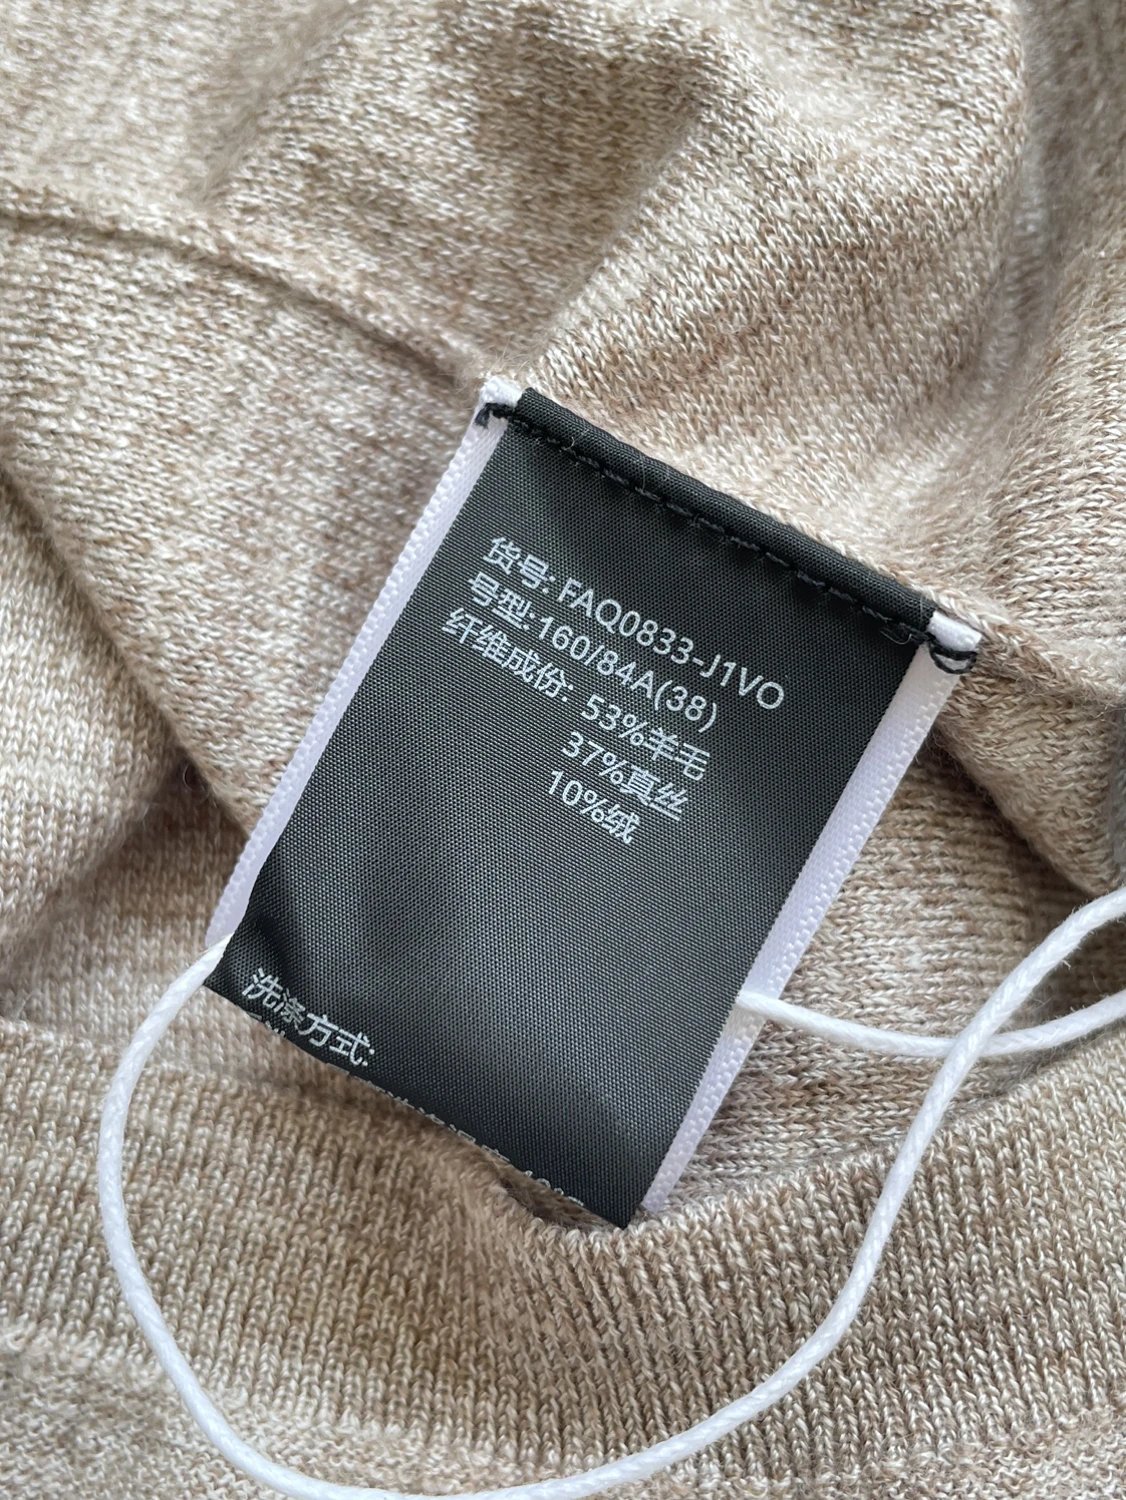 货号: FAQ0833-J1VO
号型:160/84A(38)
纤维成份: 53%羊毛
37%真丝
10%绒
洗涤方式: